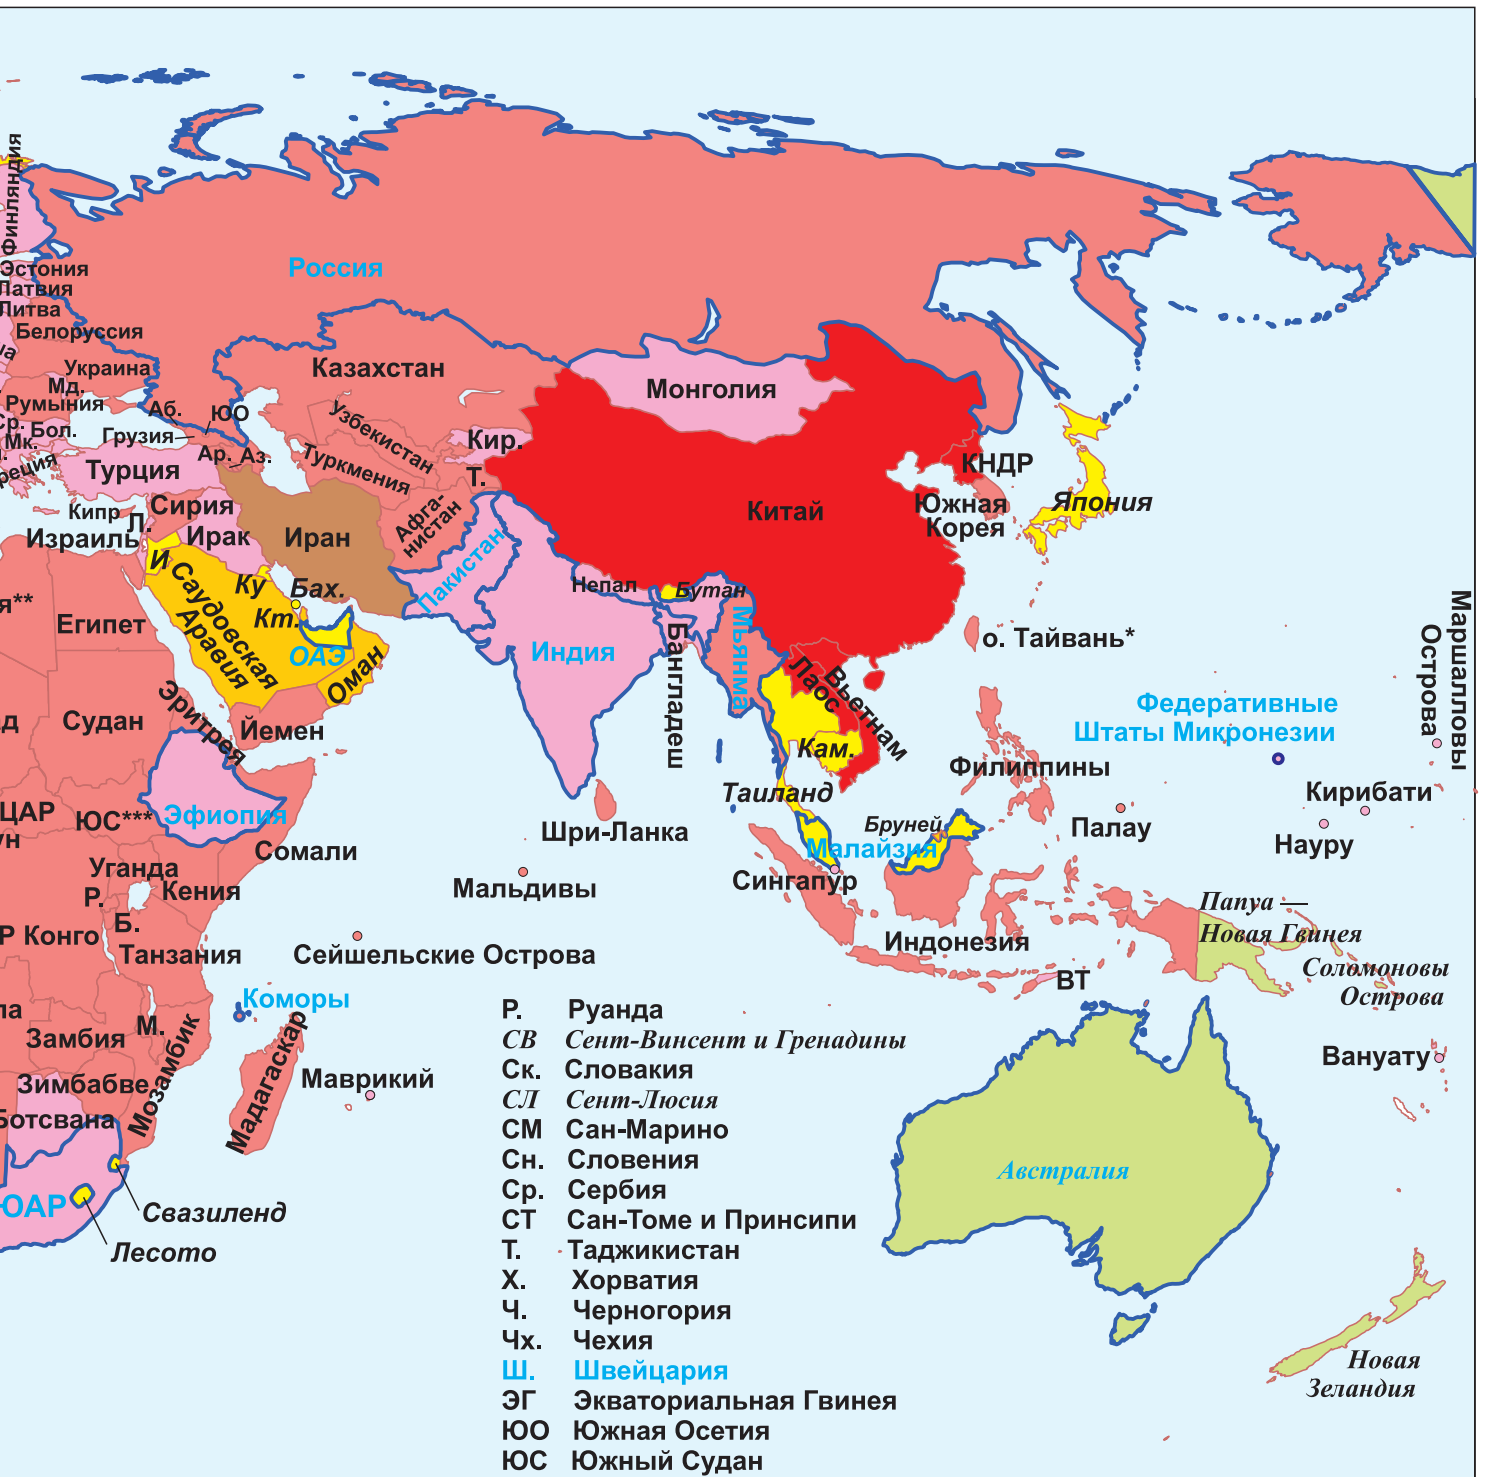 Финляндия
Россия
Эстония
Латвия
Литва
Белоруссия
Украина
Мд.
Румыния
Ср.
Бол.
Мк.
реция
Аб.
ЮО
Грузия
Ар.
Аз.
Турция
Кипр
Л.
Сирия
Израиль
Ирак
Иран
И
Ку
Бах.
Кт.
Саудовская
Аравия
ОАЭ
Оман
Йемен
Казахстан
Узбекистан
Туркмения
Кир.
Т.
Афга-
нистан
Пакистан
Монголия
Китай
КНДР
Южная
Корея
Япония
Непал
Бутан
Индия
Бангладеш
Мьянма
Лаос
Вьетнам
Кам.
Таиланд
о. Тайвань*
Филиппины
Бруней
Малайзия
Сингапур
Индонезия
ВТ
Шри-Ланка
Мальдивы
Федеративные
Штаты Микронезии
Маршалловы
Острова
Палау
Кирибати
Науру
Папуа —
Новая Гвинея
Соломоновы
Острова
Вануату
Австралия
Новая
Зеландия
я**
Египет
ад
Судан
Эритрея
Эфиопия
ЦАР
ун
ЮС***
Сомали
Уганда
Р.
Кения
Б.
Р Конго
Танзания
Сейшельские Острова
Коморы
ла
Замбия
М.
Мозамбик
Зимбабве
Мадагаскар
Маврикий
Ботсвана
ЮАР
Свазиленд
Лесото
Р. Руанда
СВ Сент-Винсент и Гренадины
Ск. Словакия
СЛ Сент-Люсия
СМ Сан-Марино
Сн. Словения
Ср. Сербия
СТ Сан-Томе и Принсипи
Т. Таджикистан
Х. Хорватия
Ч. Черногория
Чх. Чехия
Ш. Швейцария
ЭГ Экваториальная Гвинея
ЮО Южная Осетия
ЮС Южный Судан